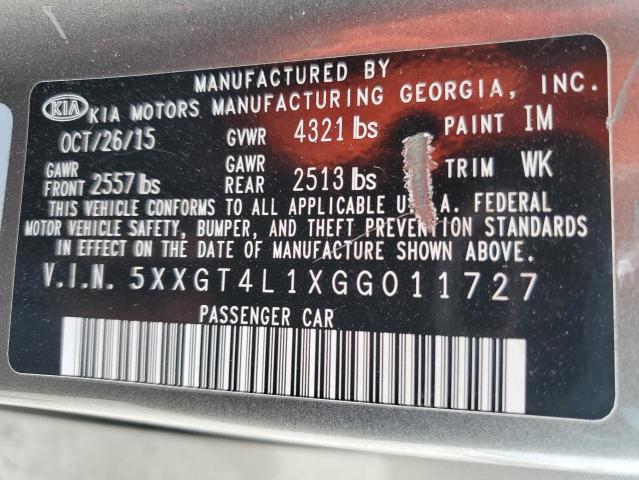 MANUFACTURED BY
KIA KIA MOTORS MANUFACTURING GEORGIA, INC.
OCT/26/15 GVWR 4321 lbs PAINT IM
GAWR FRONT 2557 lbs GAWR REAR 2513 lbs TRIM WK
THIS VEHICLE CONFORMS TO ALL APPLICABLE U.S.A. FEDERAL
MOTOR VEHICLE SAFETY, BUMPER, AND THEFT PREVENTION STANDARDS
IN EFFECT ON THE DATE OF MANUFACTURE SHOWN ABOVE.
V.I.N. 5XXGT4L1XGG011727
PASSENGER CAR